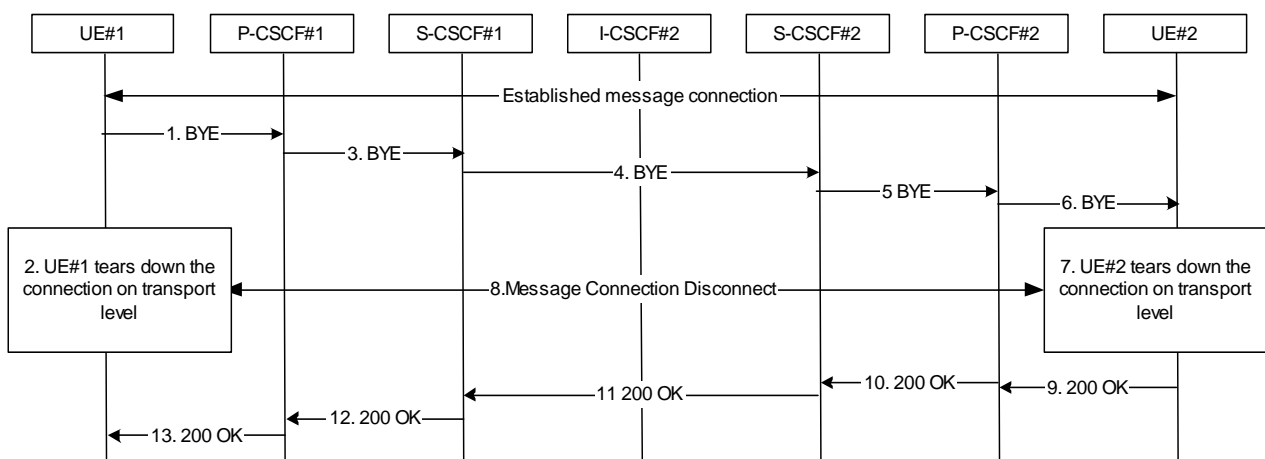 UE#1
P-CSCF#1
S-CSCF#1
I-CSCF#2
S-CSCF#2
P-CSCF#2
UE#2
Established message connection
1. BYE
3. BYE
4. BYE
5 BYE
6. BYE
2. UE#1 tears down the
connection on transport
level
8.Message Connection Disconnect
7. UE#2 tears down the
connection on transport
level
9. 200 OK
10. 200 OK
11 200 OK
12. 200 OK
13. 200 OK